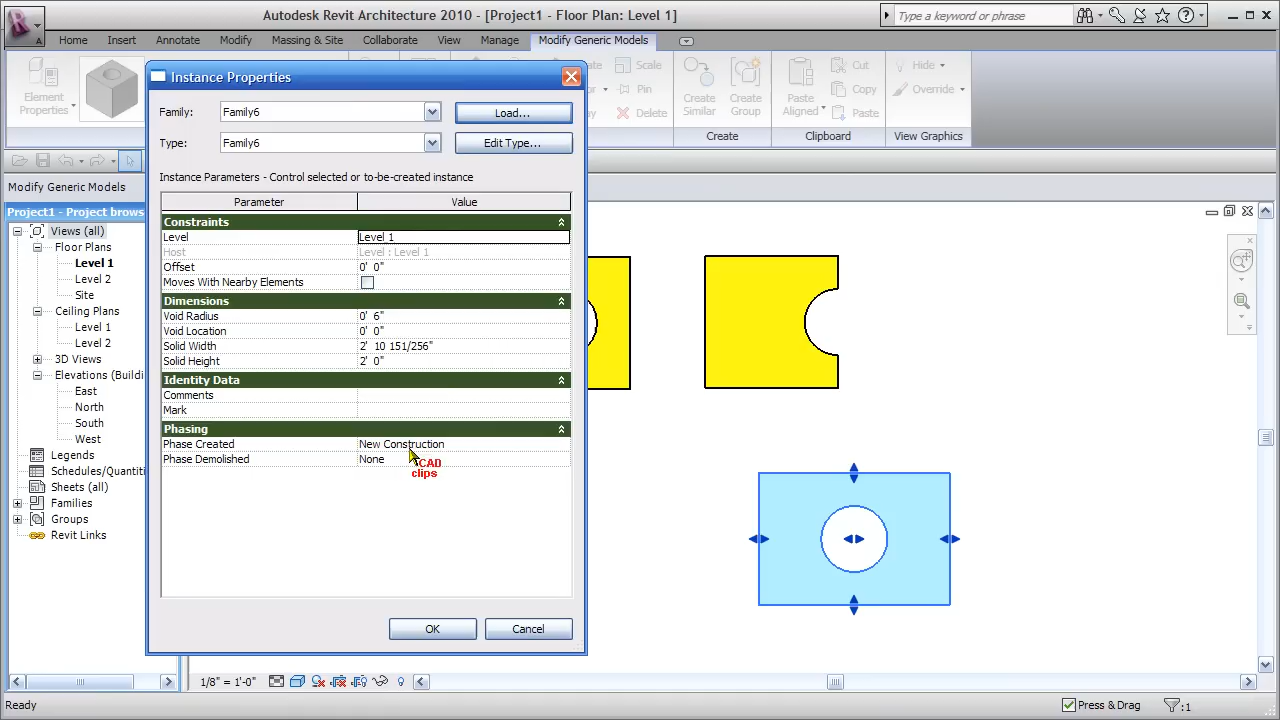 Autodesk Revit Architecture 2010 - [Project1 - Floor Plan: Level 1]
Type a keyword or phrase
Home Insert Annotate Modify Massing & Site Collaborate View Manage Modify Generic Models
Element Properties
Scale
Pin
Delete
Create Similar
Create Group
Create
Paste Aligned
Cut
Copy
Paste
Clipboard
Hide
Override
View Graphics
Modify Generic Models
Project1 - Project brows
Views (all)
Floor Plans
Level 1
Level 2
Site
Ceiling Plans
Level 1
Level 2
3D Views
Elevations (Buildi
East
North
South
West
Legends
Schedules/Quantiti
Sheets (all)
Families
Groups
Revit Links
Instance Properties
Family: Family6 Load...
Type: Family6 Edit Type...
Instance Parameters - Control selected or to-be-created instance
Parameter Value
Constraints
Level Level 1
Host Level : Level 1
Offset 0' 0"
Moves With Nearby Elements
Dimensions
Void Radius 0' 6"
Void Location 0' 0"
Solid Width 2' 10 151/256"
Solid Height 2' 0"
Identity Data
Comments
Mark
Phasing
Phase Created New Construction
Phase Demolished None
CAD
clips
OK Cancel
1/8" = 1'-0"
Ready
Press & Drag
:1